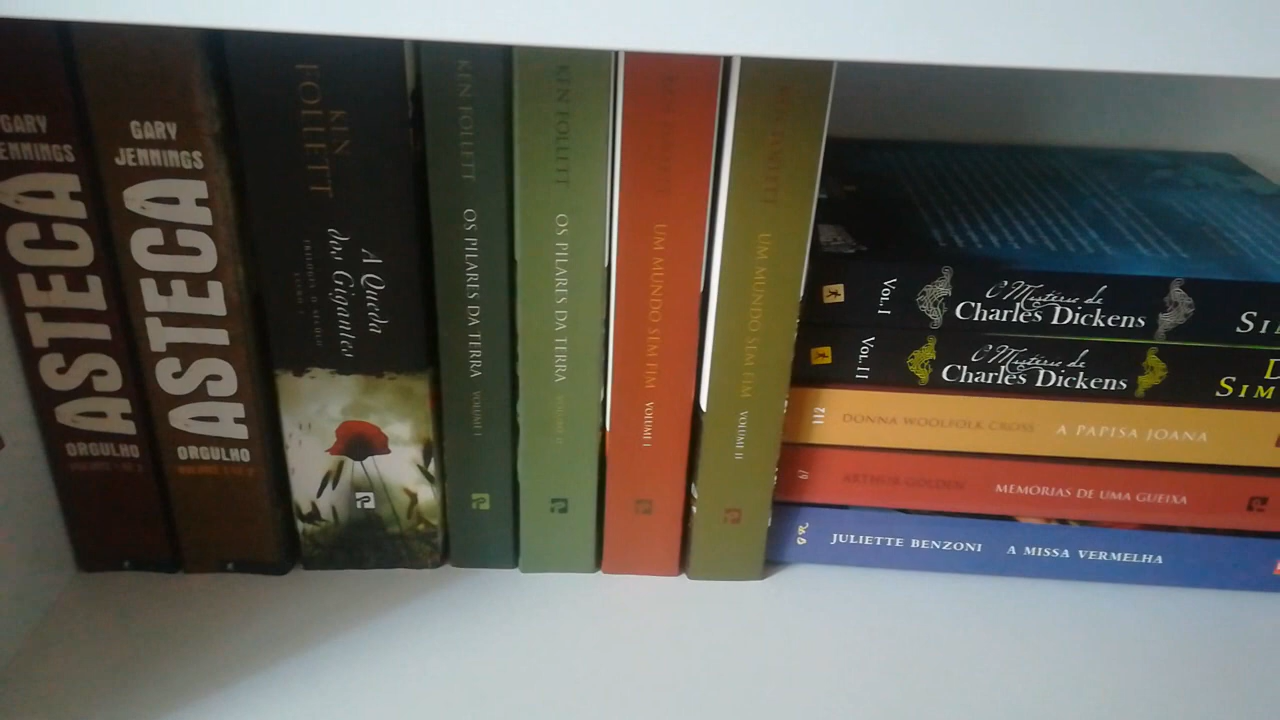 GARY
JENNINGS
ASTECA
ORGULHO
GARY
JENNINGS
ASTECA
ORGULHO
KEN
FOLLETT
A Queda
dos Gigantes
KEN FOLLETT
OS PILARES DA TERRA
VOLUME I
KEN FOLLETT
OS PILARES DA TERRA
VOLUME II
UM MUNDO SEM FIM
VOLUME I
UM MUNDO SEM FIM
VOLUME II
VOL. I
O Mistério de
Charles Dickens
VOL. II
O Mistério de
Charles Dickens
112
DONNA WOOLFOLK CROSS
A PAPISA JOANA
67
ARTHUR GOLDEN
MEMÓRIAS DE UMA GUEIXA
JULIETTE BENZONI
A MISSA VERMELHA